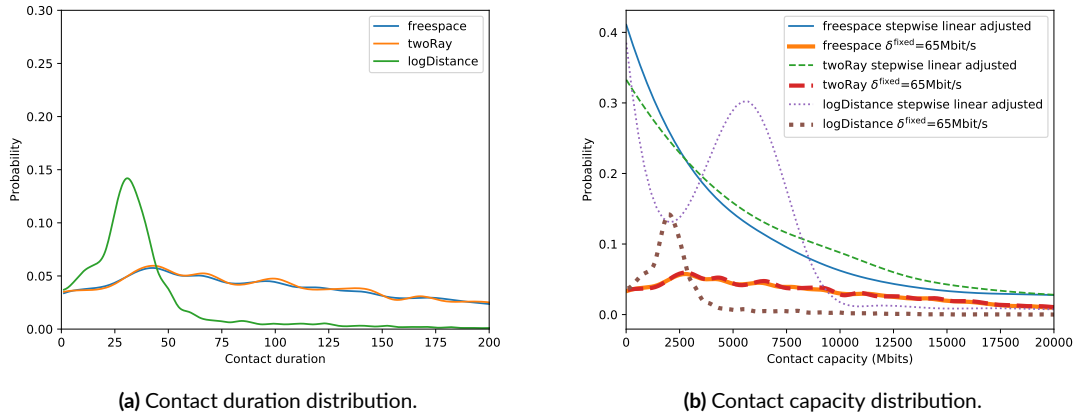 0.30
0.25
0.20
0.15
0.10
0.05
0.00
Probability
0
25
50
75
100
125
150
175
200
Contact duration
freespace
twoRay
logDistance
(a) Contact duration distribution.
0.4
0.3
0.2
0.1
0.0
Probability
0
2500
5000
7500
10000
12500
15000
17500
20000
Contact capacity (Mbits)
freespace stepwise linear adjusted
freespace δ^fixed=65Mbit/s
twoRay stepwise linear adjusted
twoRay δ^fixed=65Mbit/s
logDistance stepwise linear adjusted
logDistance δ^fixed=65Mbit/s
(b) Contact capacity distribution.